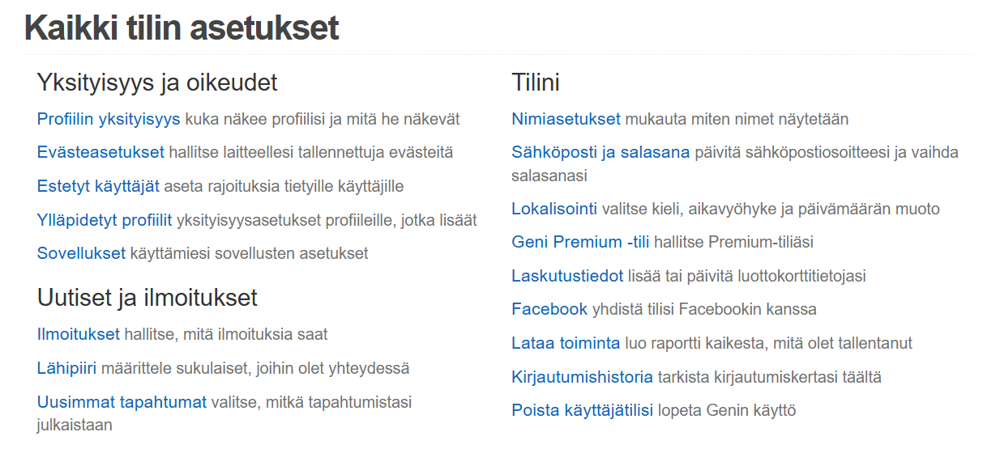 Kaikki tilin asetukset
Yksityisyys ja oikeudet
Profiilin yksityisyys kuka näkee profiilisi ja mitä he näkevät
Evästeasetukset hallitse laitteellesi tallennettuja evästeitä
Estetyt käyttäjät aseta rajoituksia tietyille käyttäjille
Ylläpidetyt profiilit yksityisyysasetukset profiileille, jotka lisäät
Sovellukset käyttämiesi sovellusten asetukset
Uutiset ja ilmoitukset
Ilmoitukset hallitse, mitä ilmoituksia saat
Lähipiiri määrittele sukulaiset, joihin olet yhteydessä
Uusimmat tapahtumat valitse, mitkä tapahtumistasi
julkaistaan
Tilini
Nimiasetukset mukauta miten nimet näytetään
Sähköposti ja salasana päivitä sähköpostiosoitteesi ja vaihda
salasanasi
Lokalisointi valitse kieli, aikavyöhyke ja päivämäärän muoto
Geni Premium -tili hallitse Premium-tiliäsi
Laskutustiedot lisää tai päivitä luottokorttitietojasi
Facebook yhdistä tilisi Facebookin kanssa
Lataa toiminta luo raportti kaikesta, mitä olet tallentanut
Kirjautumishistoria tarkista kirjautumiskertasi täältä
Poista käyttäjätilisi lopeta Genin käyttö